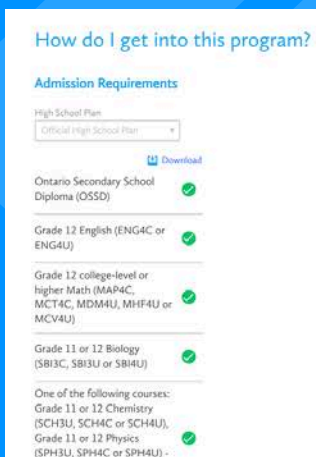 How do I get into this program?
Admission Requirements
High School Plan
Official High School Plan
Download
Ontario Secondary School
Diploma (OSSD)
Grade 12 English (ENG4C or
ENG4U)
Grade 12 college-level or
higher Math (MAP4C,
MCT4C, MDM4U, MHF4U or
MCV4U)
Grade 11 or 12 Biology
(SBI3C, SBI3U or SBI4U)
One of the following courses:
Grade 11 or 12 Chemistry
(SCH3U, SCH4C or SCH4U),
Grade 11 or 12 Physics
(SPH3U, SPH4C or SPH4U) -